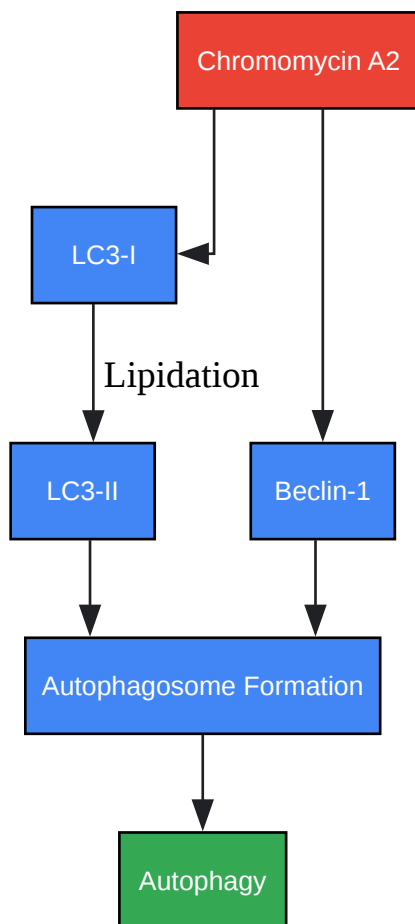 Chromomycin A2
LC3-I
Lipidation
LC3-II
Beclin-1
Autophagosome Formation
Autophagy